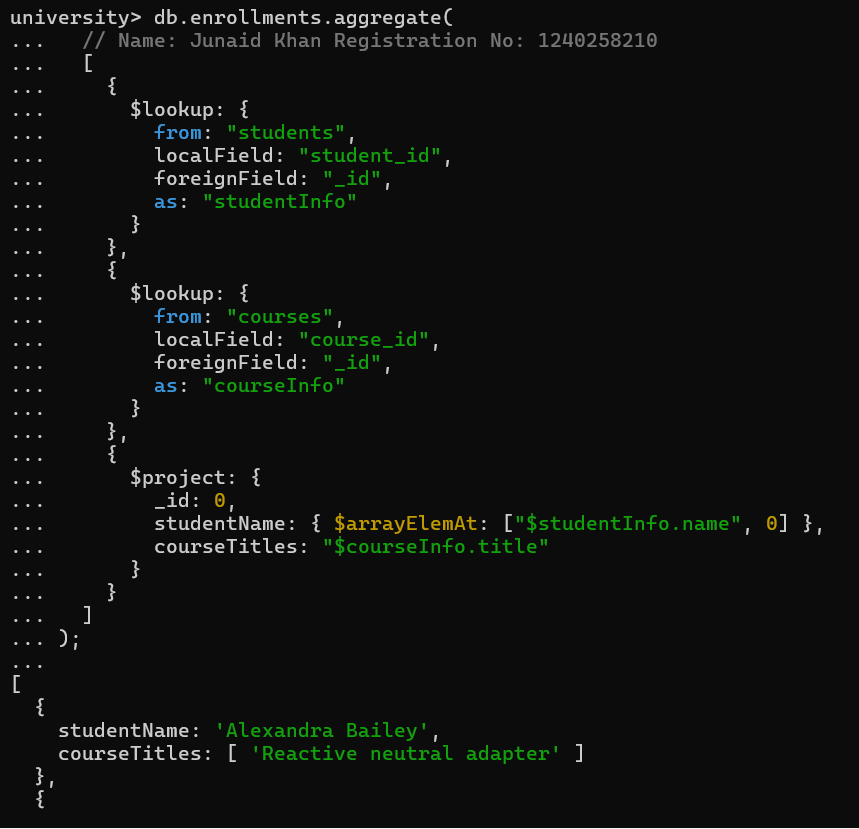 university> db.enrollments.aggregate(
...   // Name: Junaid Khan Registration No: 1240258210
...   [
...     {
...       $lookup: {
...         from: "students",
...         localField: "student_id",
...         foreignField: "_id",
...         as: "studentInfo"
...       }
...     },
...     {
...       $lookup: {
...         from: "courses",
...         localField: "course_id",
...         foreignField: "_id",
...         as: "courseInfo"
...       }
...     },
...     {
...       $project: {
...         _id: 0,
...         studentName: { $arrayElemAt: ["$studentInfo.name", 0] },
...         courseTitles: "$courseInfo.title"
...       }
...     }
...   ]
... );
...
[
  {
    studentName: 'Alexandra Bailey',
    courseTitles: [ 'Reactive neutral adapter' ]
  },
  {